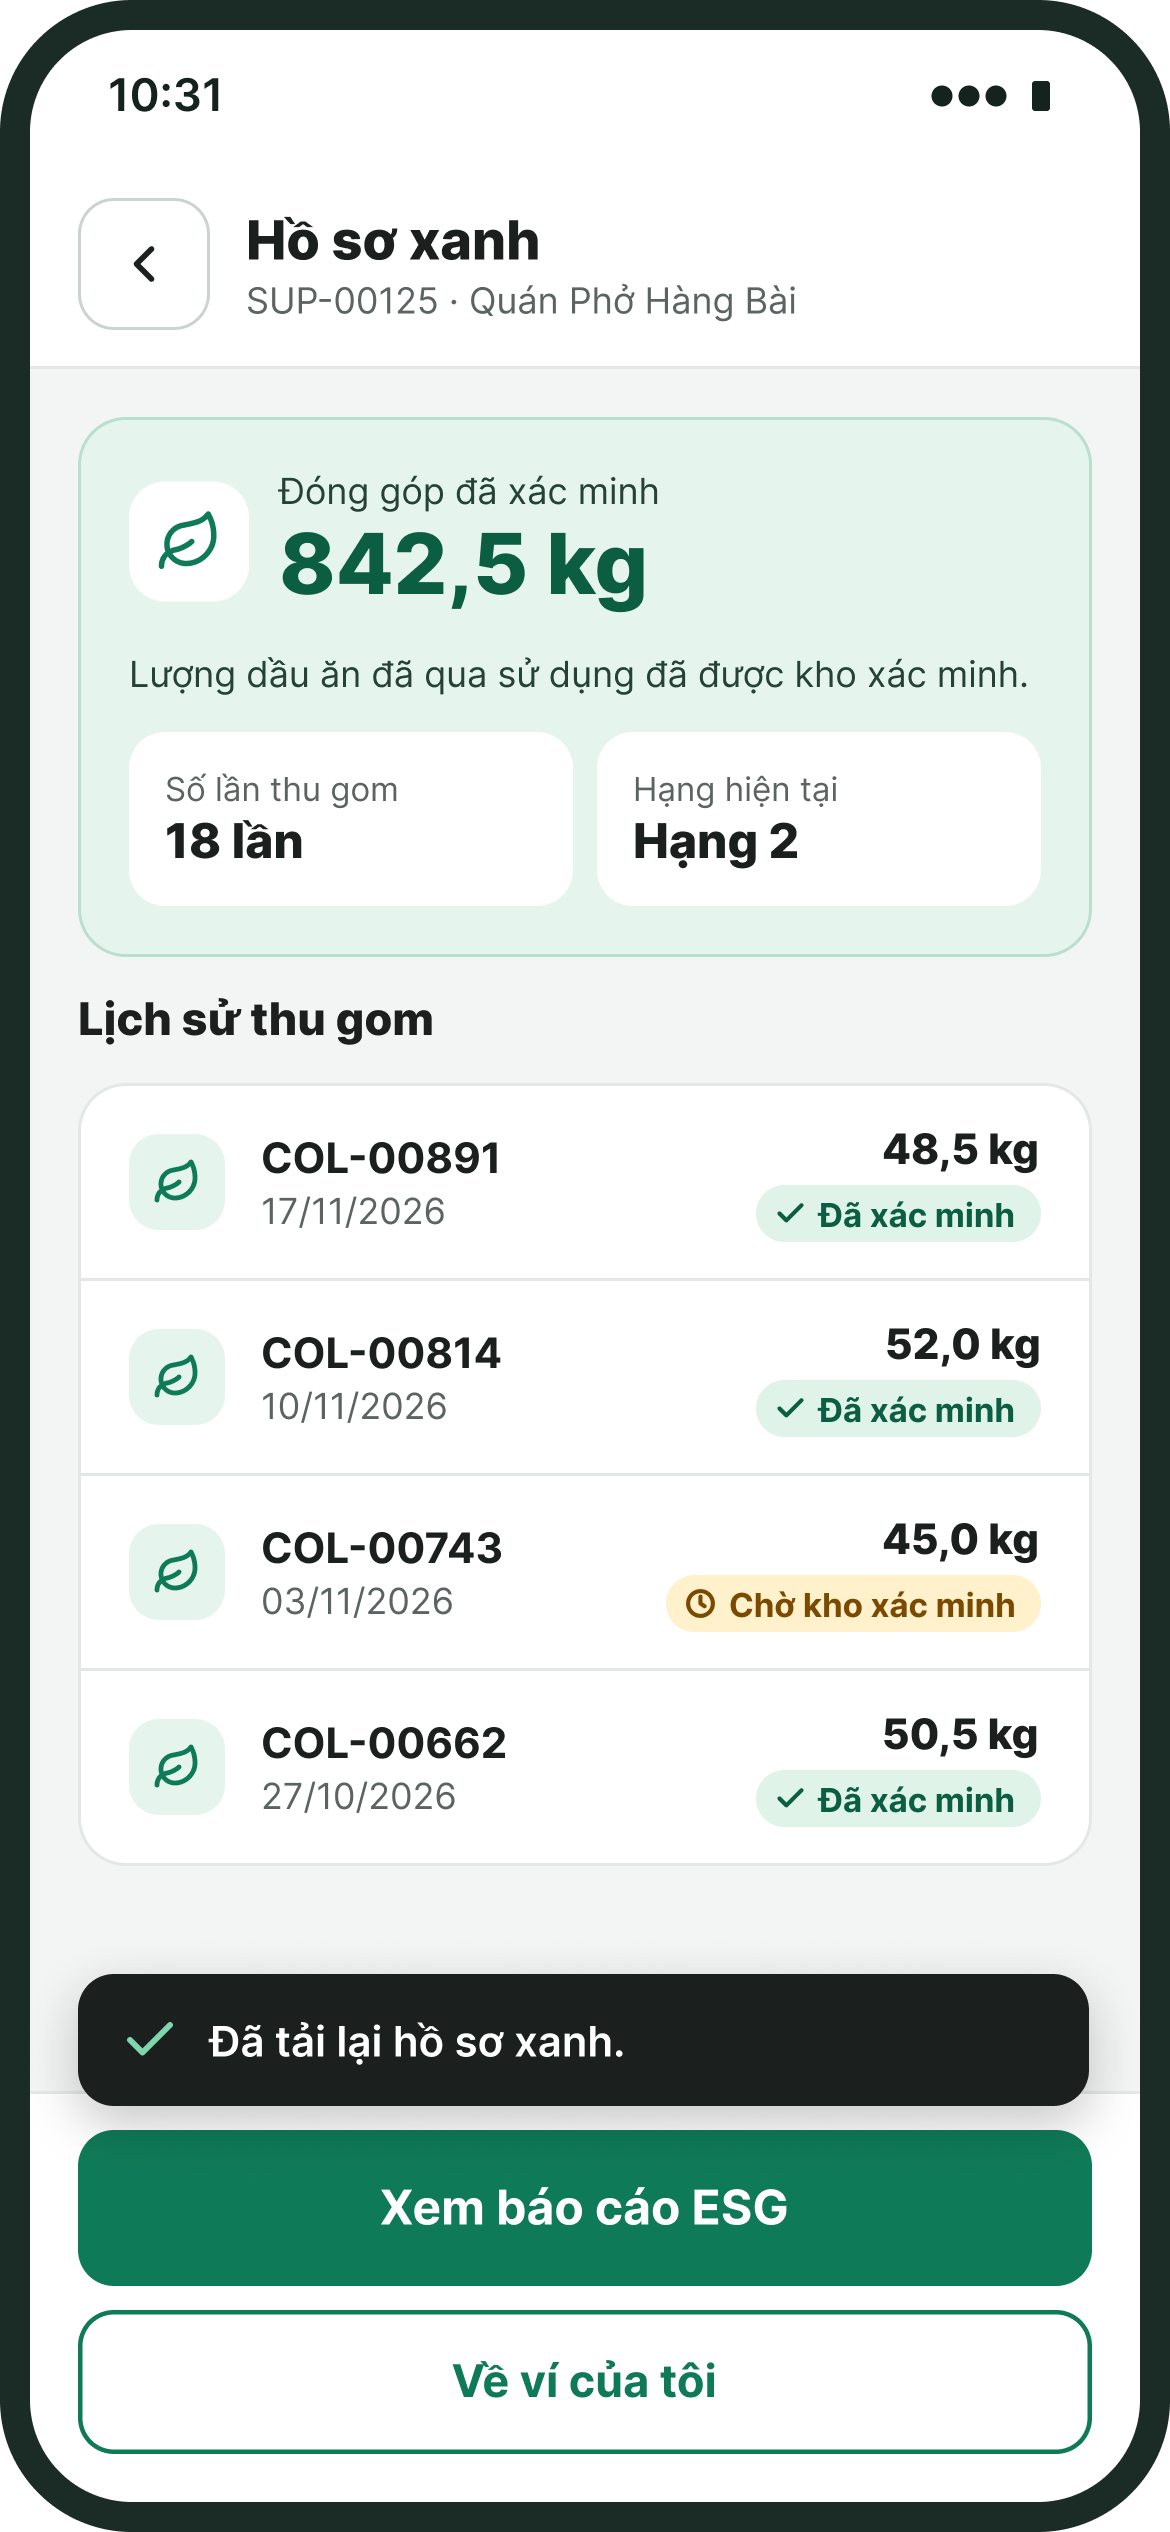 10:31
Hồ sơ xanh
SUP-00125 · Quán Phở Hàng Bài
Đóng góp đã xác minh
842,5 kg
Lượng dầu ăn đã qua sử dụng đã được kho xác minh.
Số lần thu gom
18 lần
Hạng hiện tại
Hạng 2
Lịch sử thu gom
COL-00891
17/11/2026
48,5 kg
Đã xác minh
COL-00814
10/11/2026
52,0 kg
Đã xác minh
COL-00743
03/11/2026
45,0 kg
Chờ kho xác minh
COL-00662
27/10/2026
50,5 kg
Đã xác minh
Đã tải lại hồ sơ xanh.
Xem báo cáo ESG
Về ví của tôi